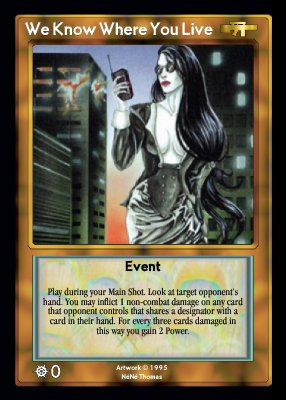 We Know Where You Live
Event
Play during your Main Shot. Look at target opponent's
hand. You may inflict 1 non-combat damage on any card
that opponent controls that shares a designator with a
card in their hand. For every three cards damaged in
this way you gain 2 Power.
0
Artwork © 1995
NéNé Thomas